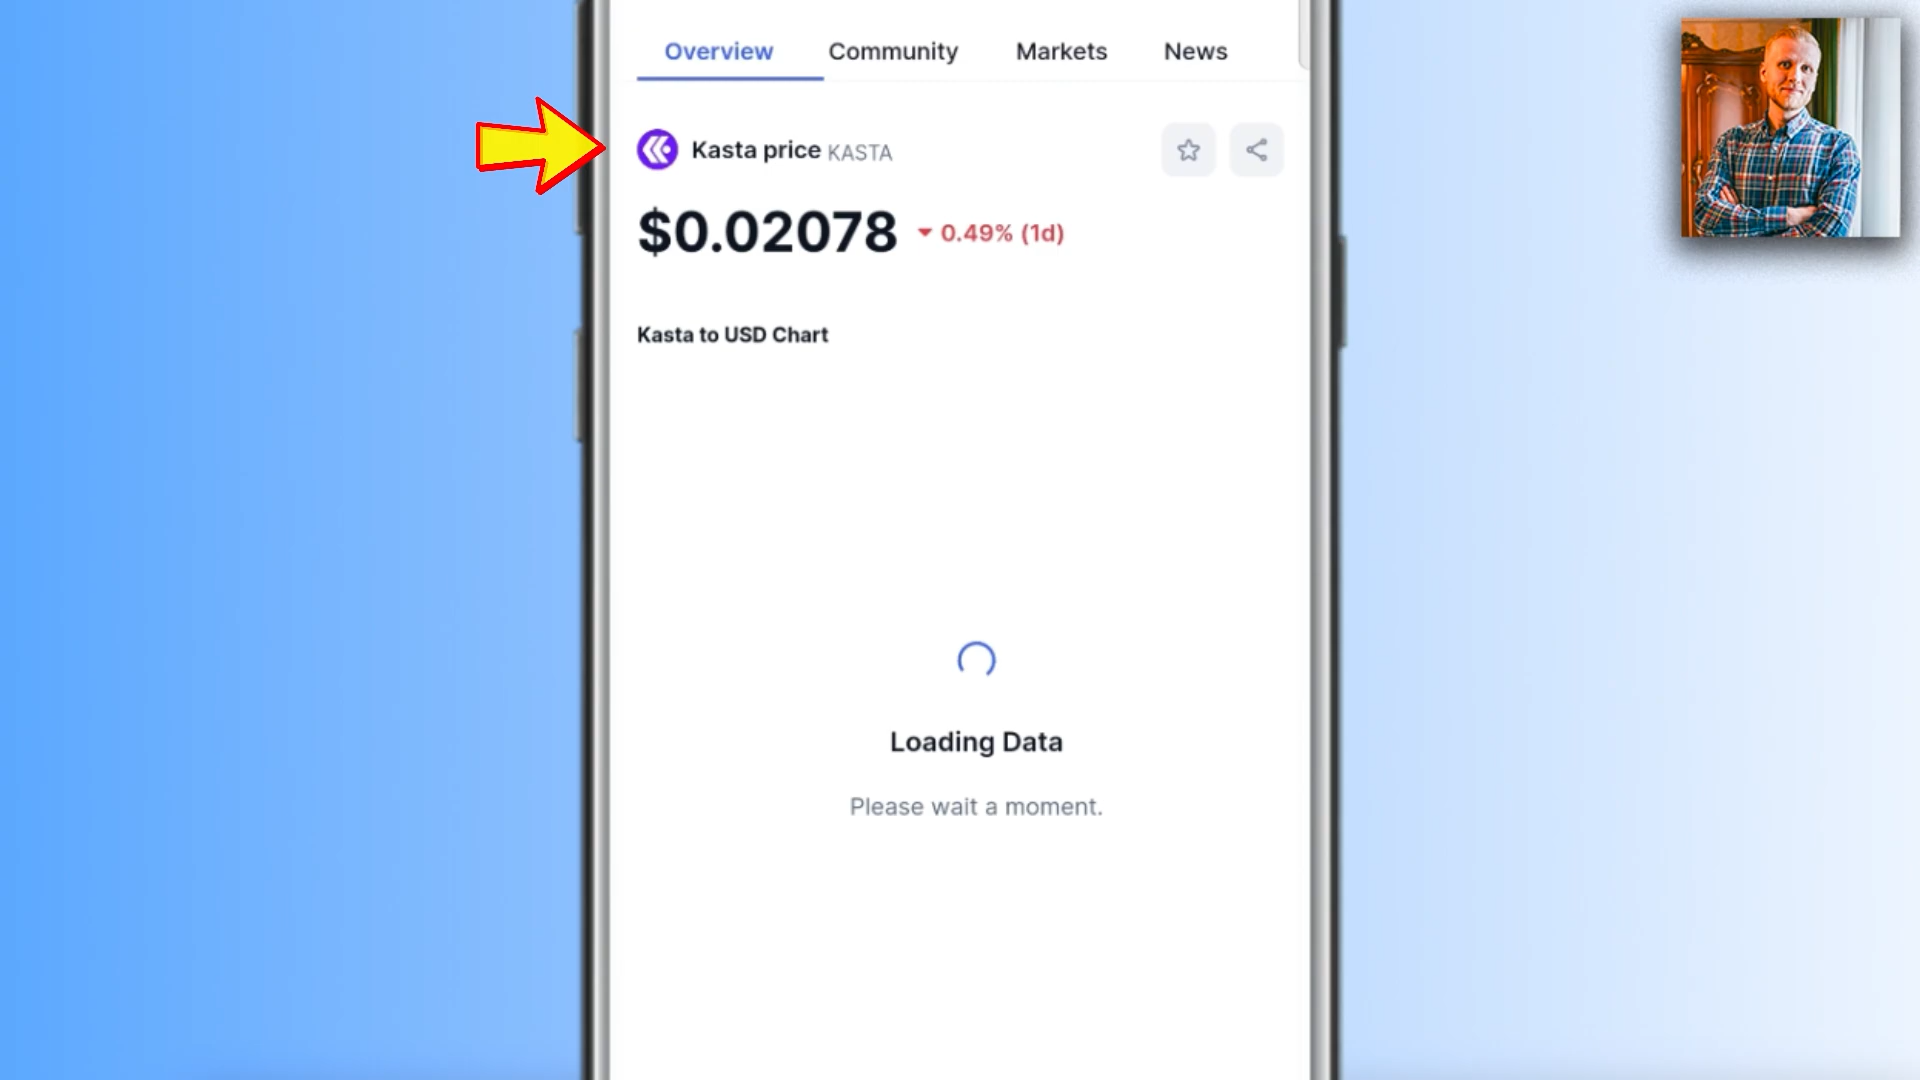 Overview Community Markets News
Kasta price KASTA
$0.02078 0.49% (1d)
Kasta to USD Chart
Loading Data
Please wait a moment.